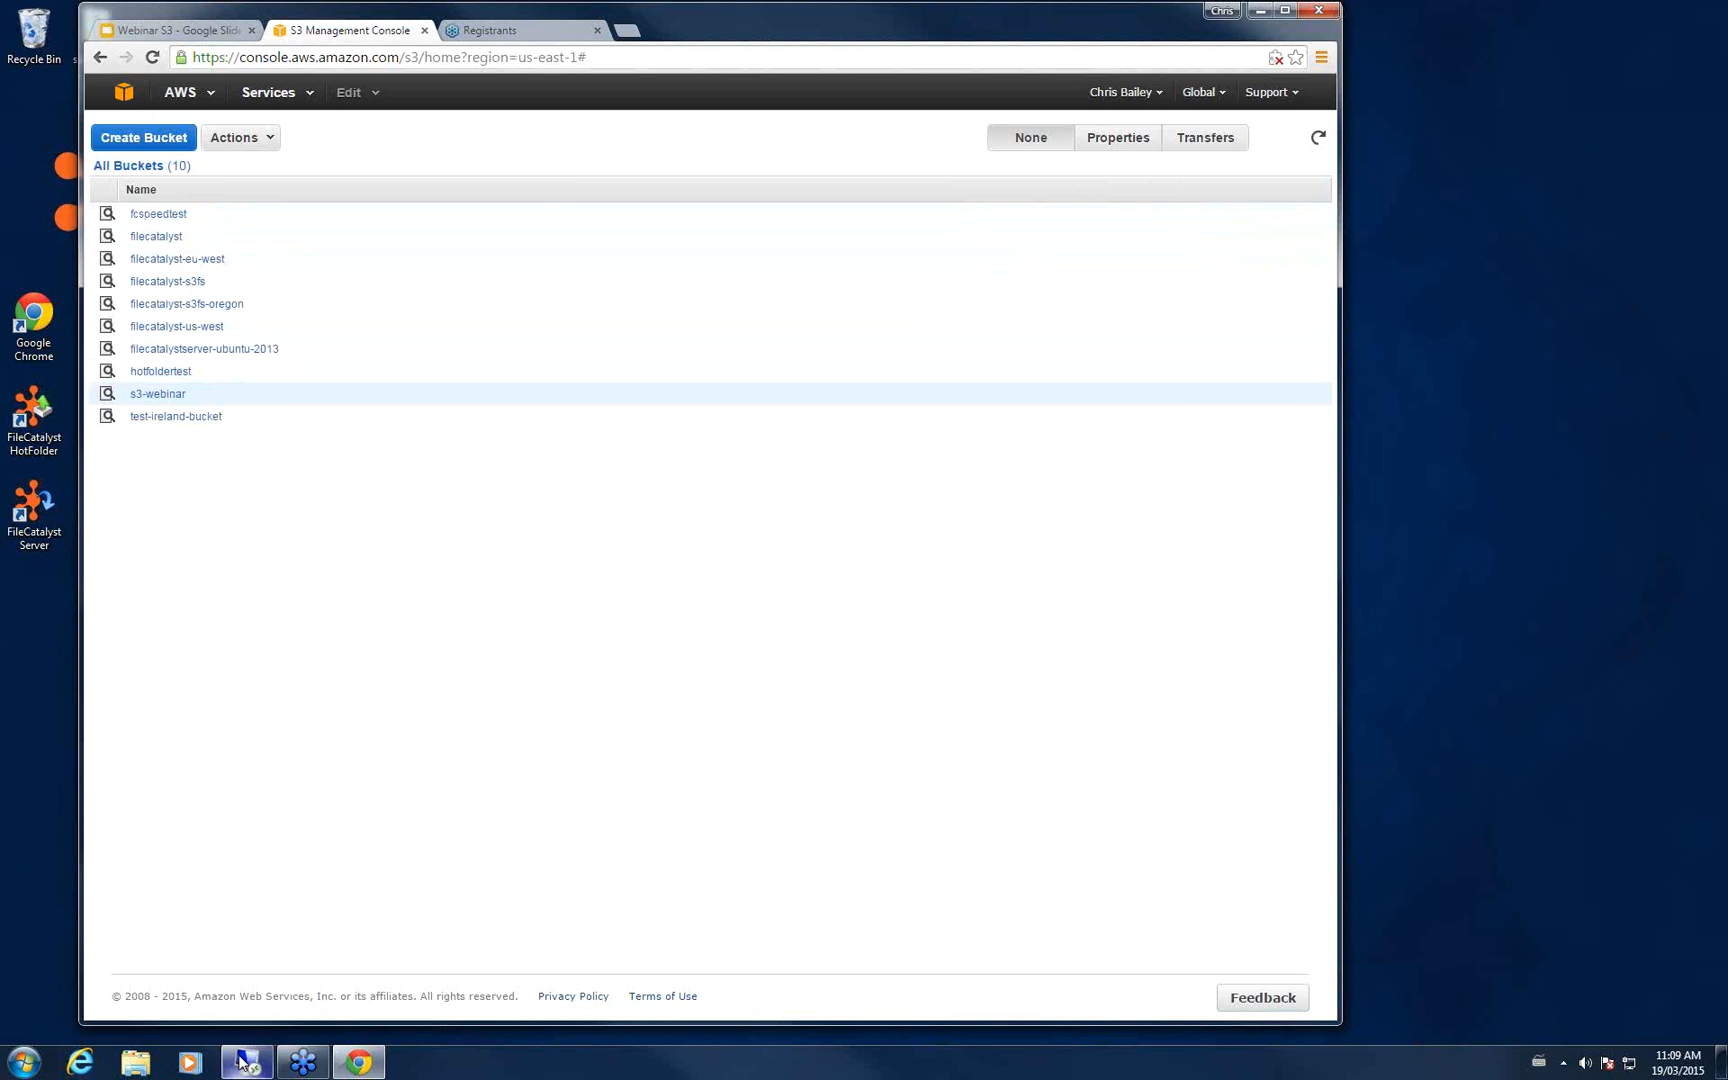 Recycle Bin
Google Chrome
FileCatalyst HotFolder
FileCatalyst Server
Chris
Webinar S3 - Google Slide
S3 Management Console
Registrants
https://console.aws.amazon.com/s3/home?region=us-east-1#
AWS Services Edit Chris Bailey Global Support
Create Bucket Actions None Properties Transfers
All Buckets (10)
Name
fcspeedtest
filecatalyst
filecatalyst-eu-west
filecatalyst-s3fs
filecatalyst-s3fs-oregon
filecatalyst-us-west
filecatalystserver-ubuntu-2013
hotfoldertest
s3-webinar
test-ireland-bucket
© 2008 - 2015, Amazon Web Services, Inc. or its affiliates. All rights reserved. Privacy Policy Terms of Use
Feedback
11:09 AM
19/03/2015